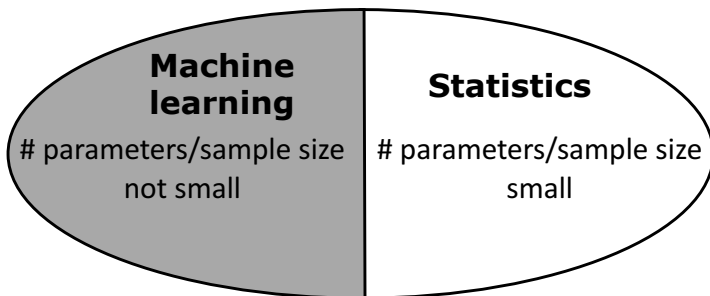 Machine
learning
# parameters/sample size
not small
Statistics
# parameters/sample size
small